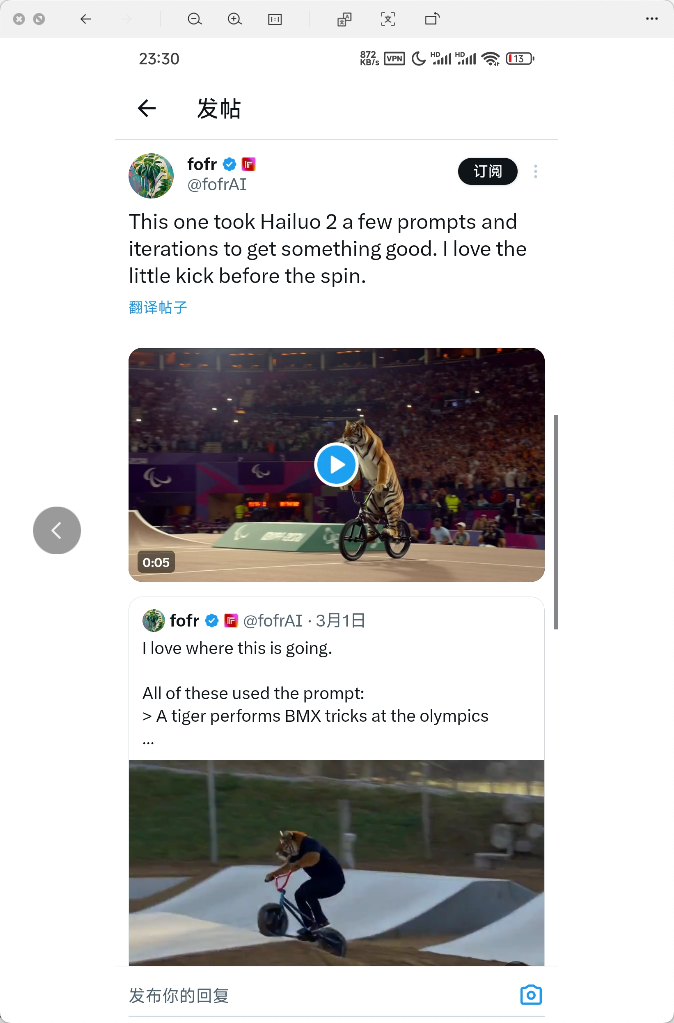 23:30
872
KB/s
VPN
HD
HD
13
发帖
fofr
@fofrAI
订阅
This one took Hailuo 2 a few prompts and
iterations to get something good. I love the
little kick before the spin.
翻译帖子
0:05
fofr @fofrAI · 3月1日
I love where this is going.
All of these used the prompt:
> A tiger performs BMX tricks at the olympics
...
发布你的回复